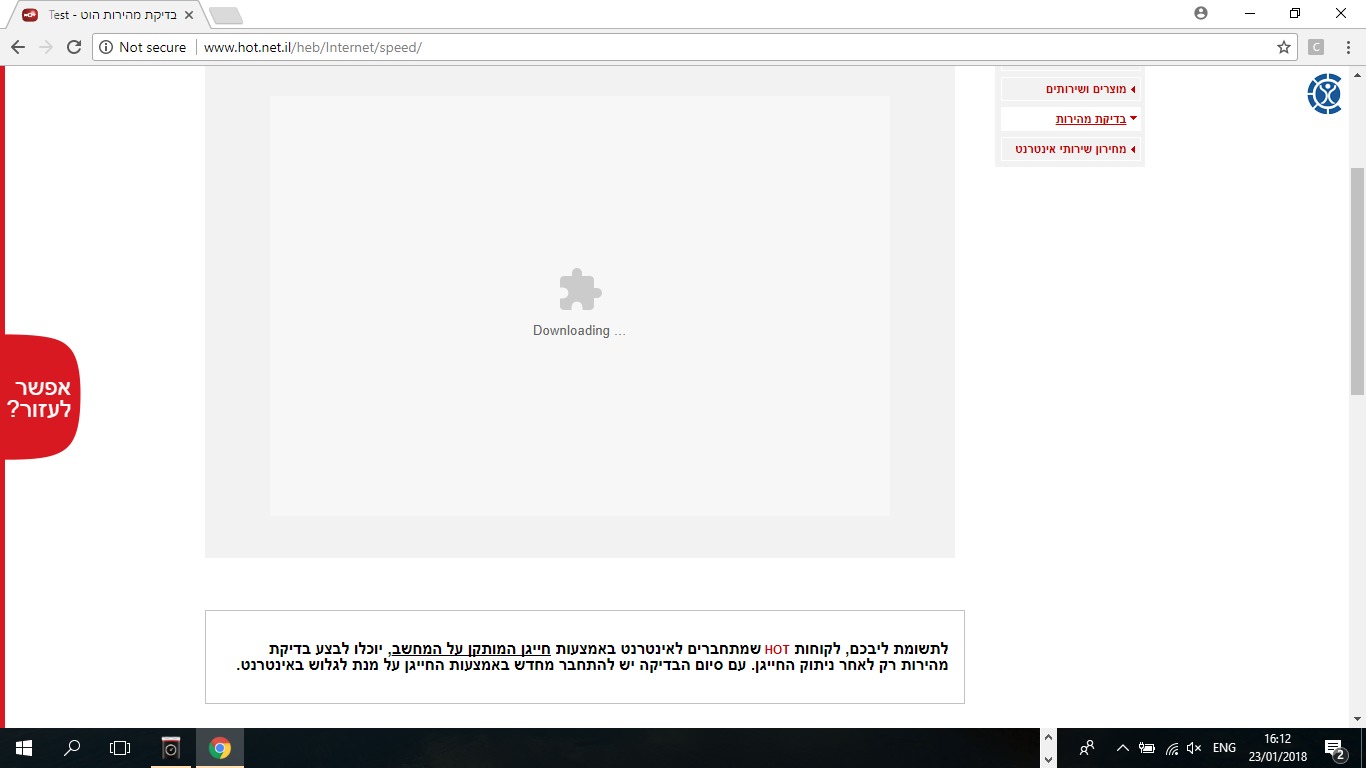 בדיקת מהירות הוט - Test
Not secure
www.hot.net.il/heb/Internet/speed/
C
מוצרים ושירותים
בדיקת מהירות
מחירון שירותי אינטרנט
Downloading ...
אפשר
לעזור?
לתשומת ליבכם, לקוחות HOT שמתחברים לאינטרנט באמצעות חייגן המותקן על המחשב, יוכלו לבצע בדיקת
מהירות רק לאחר ניתוק החייגן. עם סיום הבדיקה יש להתחבר מחדש באמצעות החייגן על מנת לגלוש באינטרנט.
ENG
16:12
23/01/2018
2